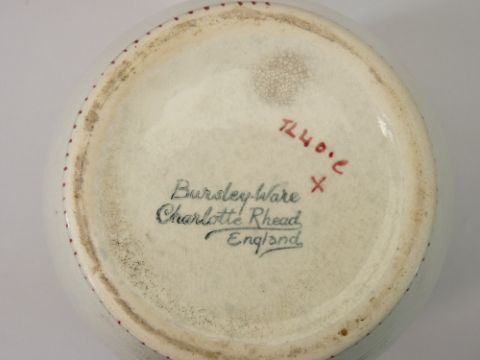 TL40.C
X
Bursley-Ware
Charlotte Rhead
England